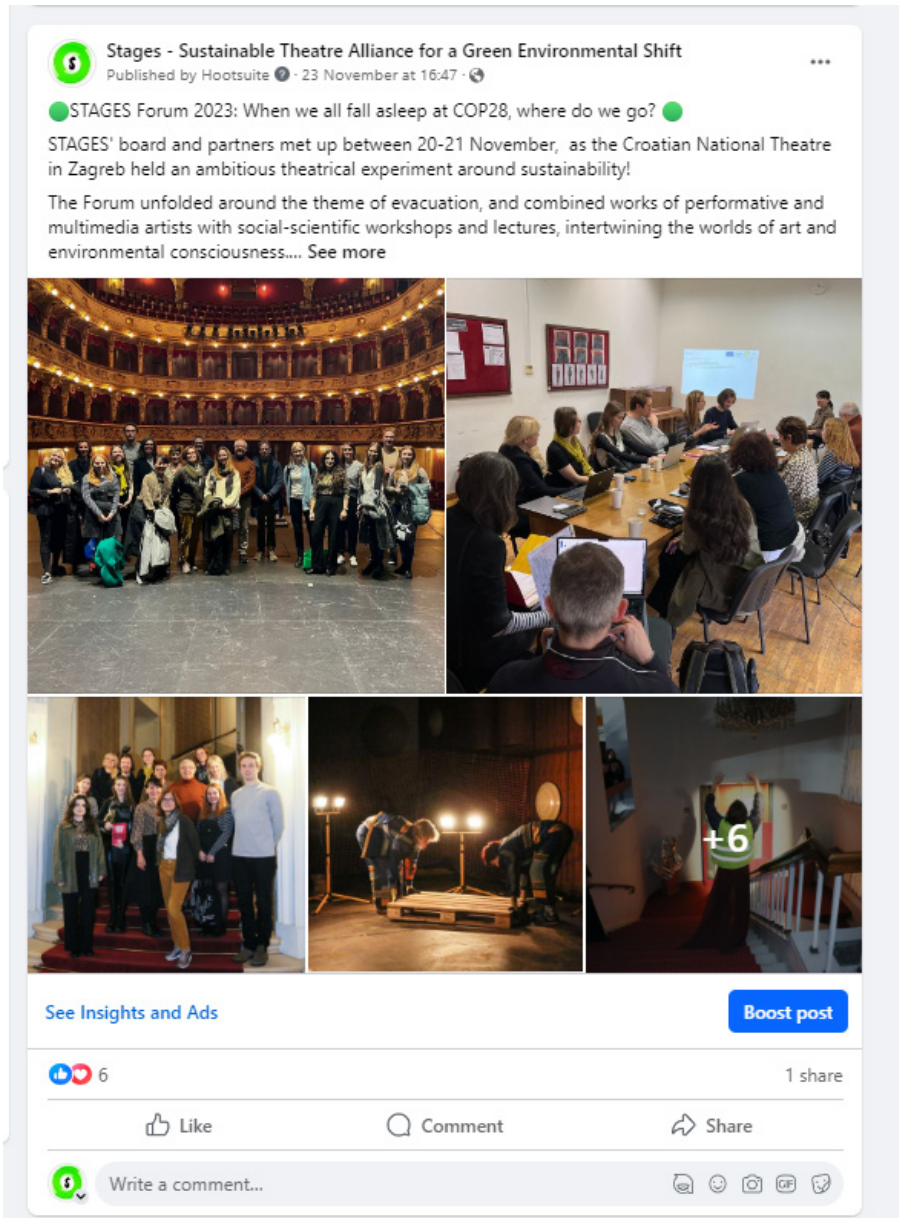 Stages - Sustainable Theatre Alliance for a Green Environmental Shift
Published by Hootsuite · 23 November at 16:47 ·
STAGES Forum 2023: When we all fall asleep at COP28, where do we go?
STAGES' board and partners met up between 20-21 November, as the Croatian National Theatre
in Zagreb held an ambitious theatrical experiment around sustainability!
The Forum unfolded around the theme of evacuation, and combined works of performative and
multimedia artists with social-scientific workshops and lectures, intertwining the worlds of art and
environmental consciousness.... See more
+6
See Insights and Ads
Boost post
6
1 share
Like
Comment
Share
Write a comment...
GIF